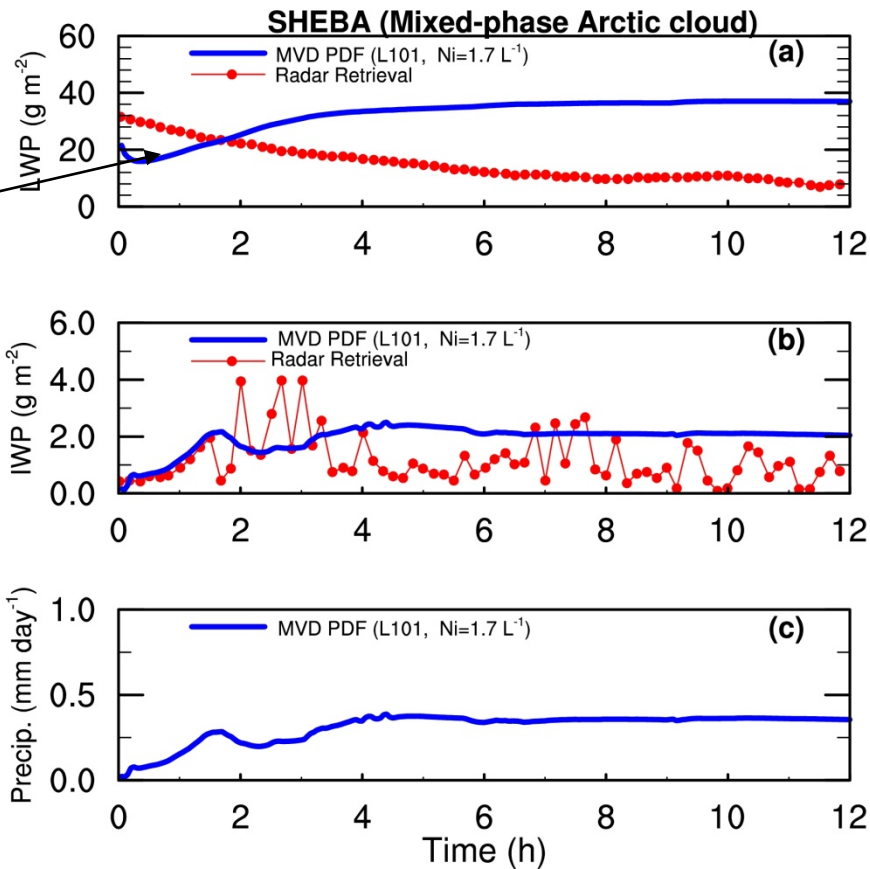 SHEBA (Mixed-phase Arctic cloud)
60
40
20
0
LWP (g m⁻²)
MVD PDF (L101, Ni=1.7 L⁻¹)
Radar Retrieval
(a)
0 2 4 6 8 10 12
6.0
4.0
2.0
0.0
IWP (g m⁻²)
MVD PDF (L101, Ni=1.7 L⁻¹)
Radar Retrieval
(b)
0 2 4 6 8 10 12
1.0
0.5
0.0
Precip. (mm day⁻¹)
MVD PDF (L101, Ni=1.7 L⁻¹)
(c)
0 2 4 6 8 10 12
Time (h)